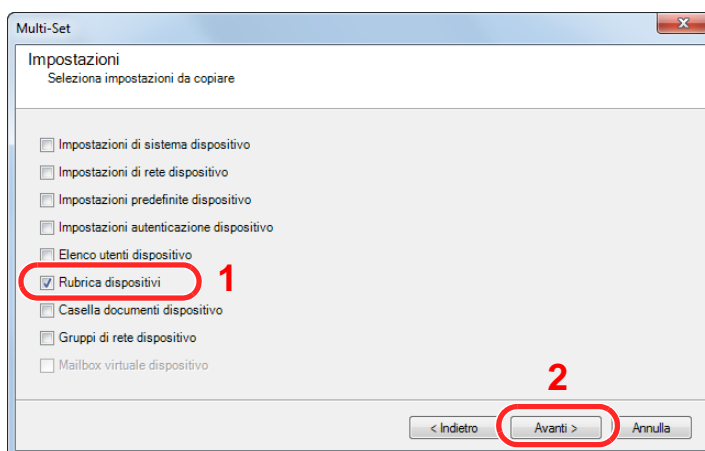 Multi-Set
Impostazioni
Seleziona impostazioni da copiare
Impostazioni di sistema dispositivo
Impostazioni di rete dispositivo
Impostazioni predefinite dispositivo
Impostazioni autenticazione dispositivo
Elenco utenti dispositivo
Rubrica dispositivi 1
Casella documenti dispositivo
Gruppi di rete dispositivo
Mailbox virtuale dispositivo
2
< Indietro Avanti > Annulla